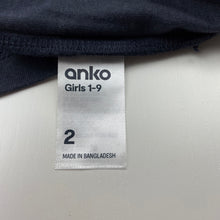 anko
Girls 1-9
2
MADE IN BANGLADESH